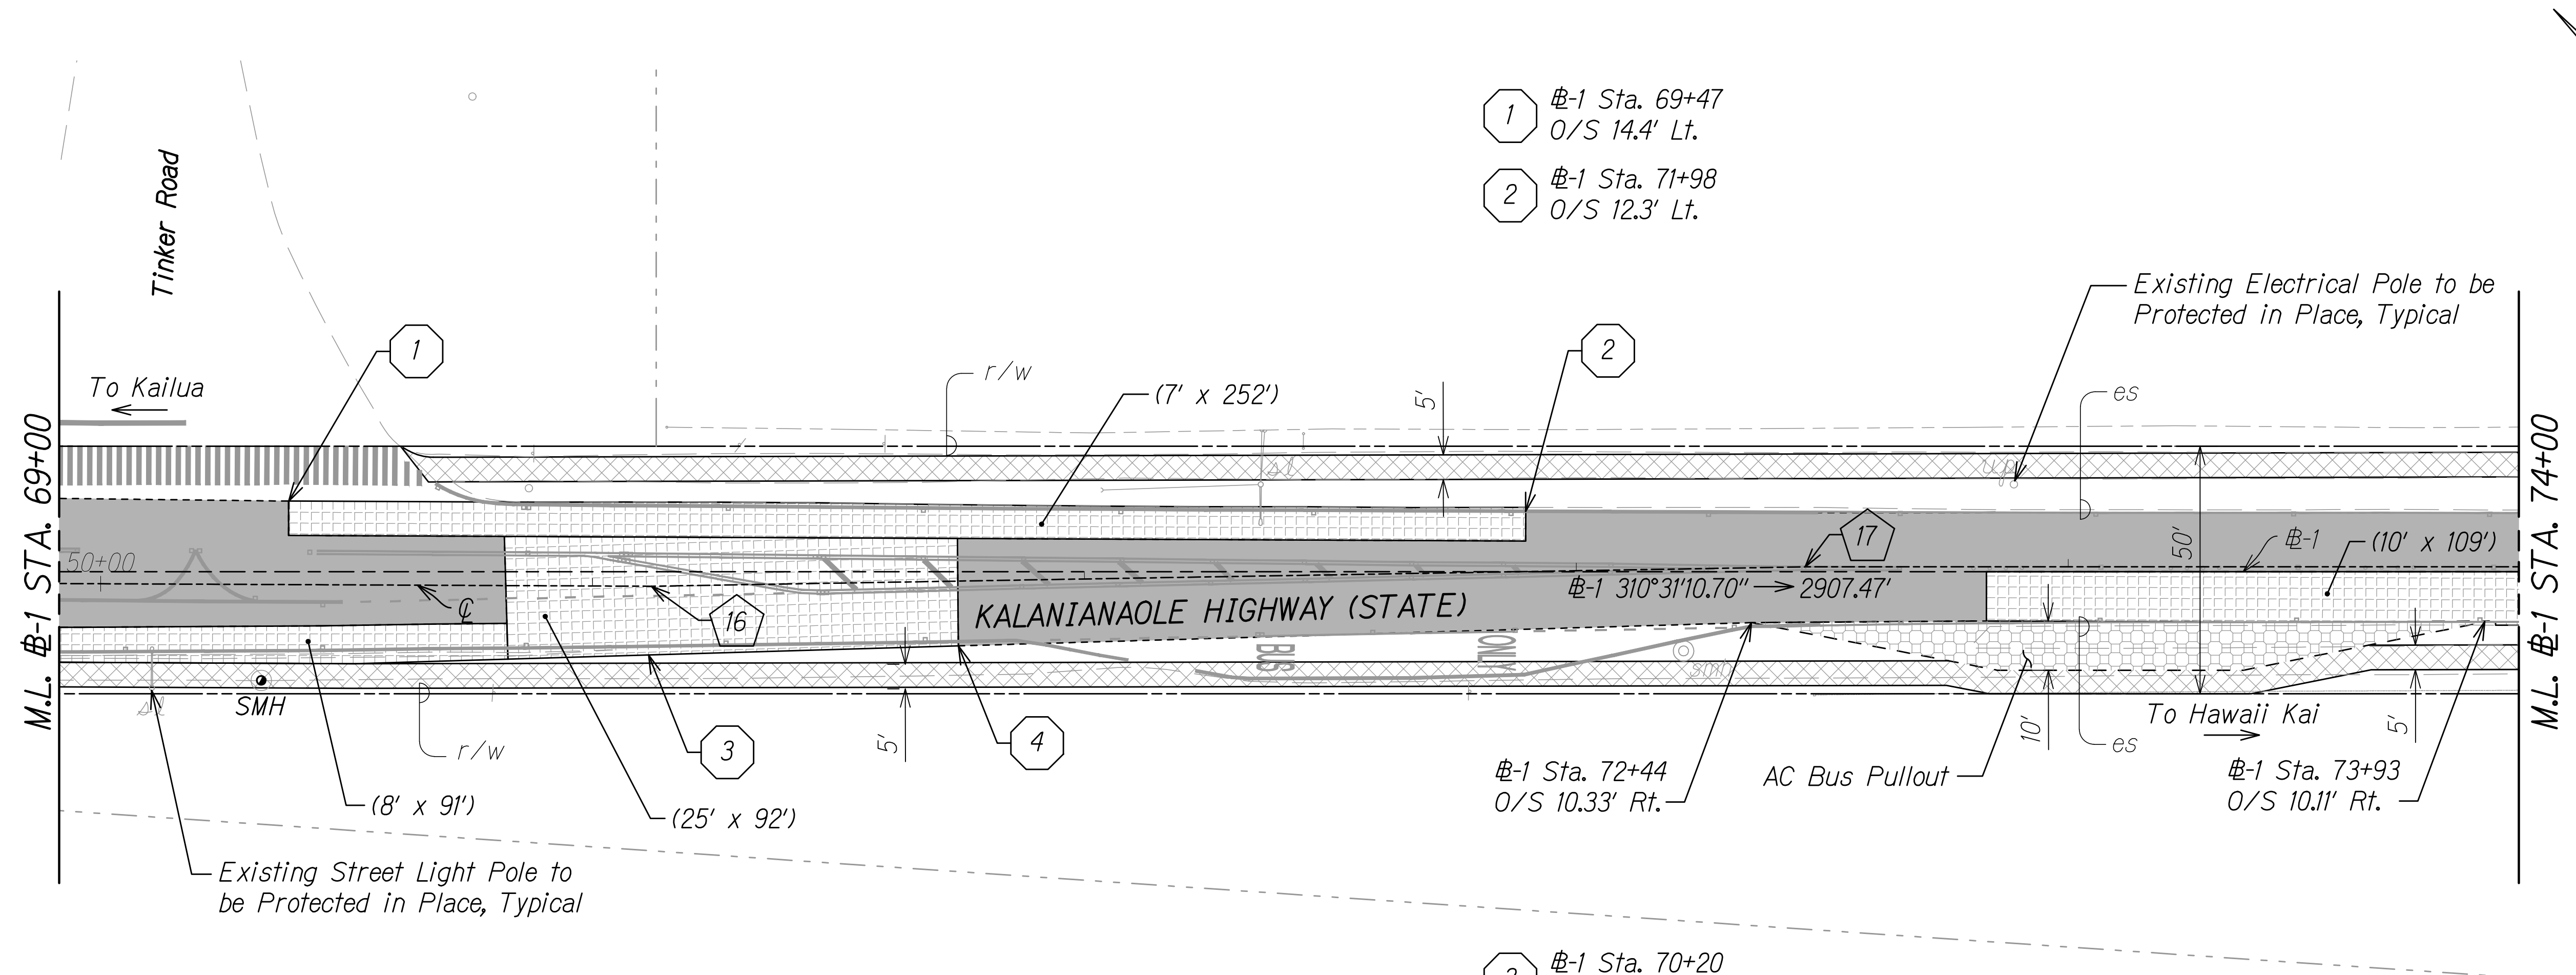 1
℄-1 Sta. 69+47
O/S 14.4' Lt.
2
℄-1 Sta. 71+98
O/S 12.3' Lt.
Tinker Road
Existing Electrical Pole to be
Protected in Place, Typical
1
2
r/w
(7' x 252')
5'
es
To Kailua
M.L. ℄-1 STA. 69+00
M.L. ℄-1 STA. 74+00
sl
up
17
50'
℄-1
(10' x 109')
50+00
℄
16
℄-1 310°31'10.70" → 2907.47'
KALANIANAOLE HIGHWAY (STATE)
BUS
ONLY
smh
sl
SMH
r/w
3
5'
4
10'
To Hawaii Kai
es
5'
℄-1 Sta. 72+44
O/S 10.33' Rt.
AC Bus Pullout
℄-1 Sta. 73+93
O/S 10.11' Rt.
(8' x 91')
(25' x 92')
Existing Street Light Pole to
be Protected in Place, Typical
℄-1 Sta. 70+20